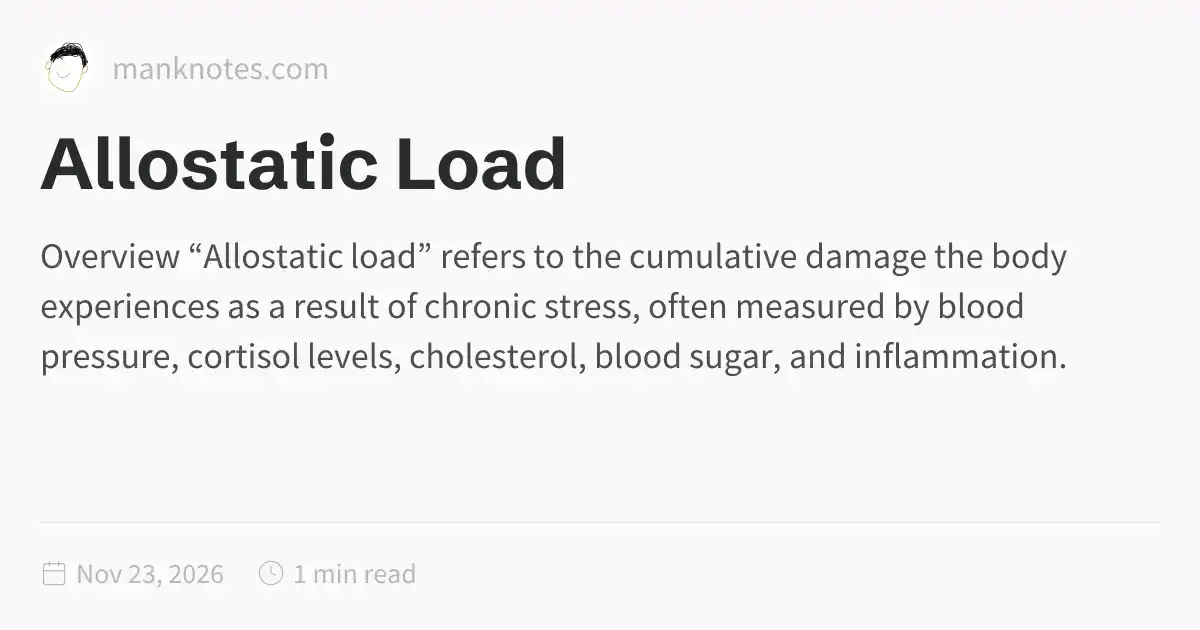 manknotes.com
Allostatic Load
Overview “Allostatic load” refers to the cumulative damage the body
experiences as a result of chronic stress, often measured by blood
pressure, cortisol levels, cholesterol, blood sugar, and inflammation.
Nov 23, 2026 1 min read